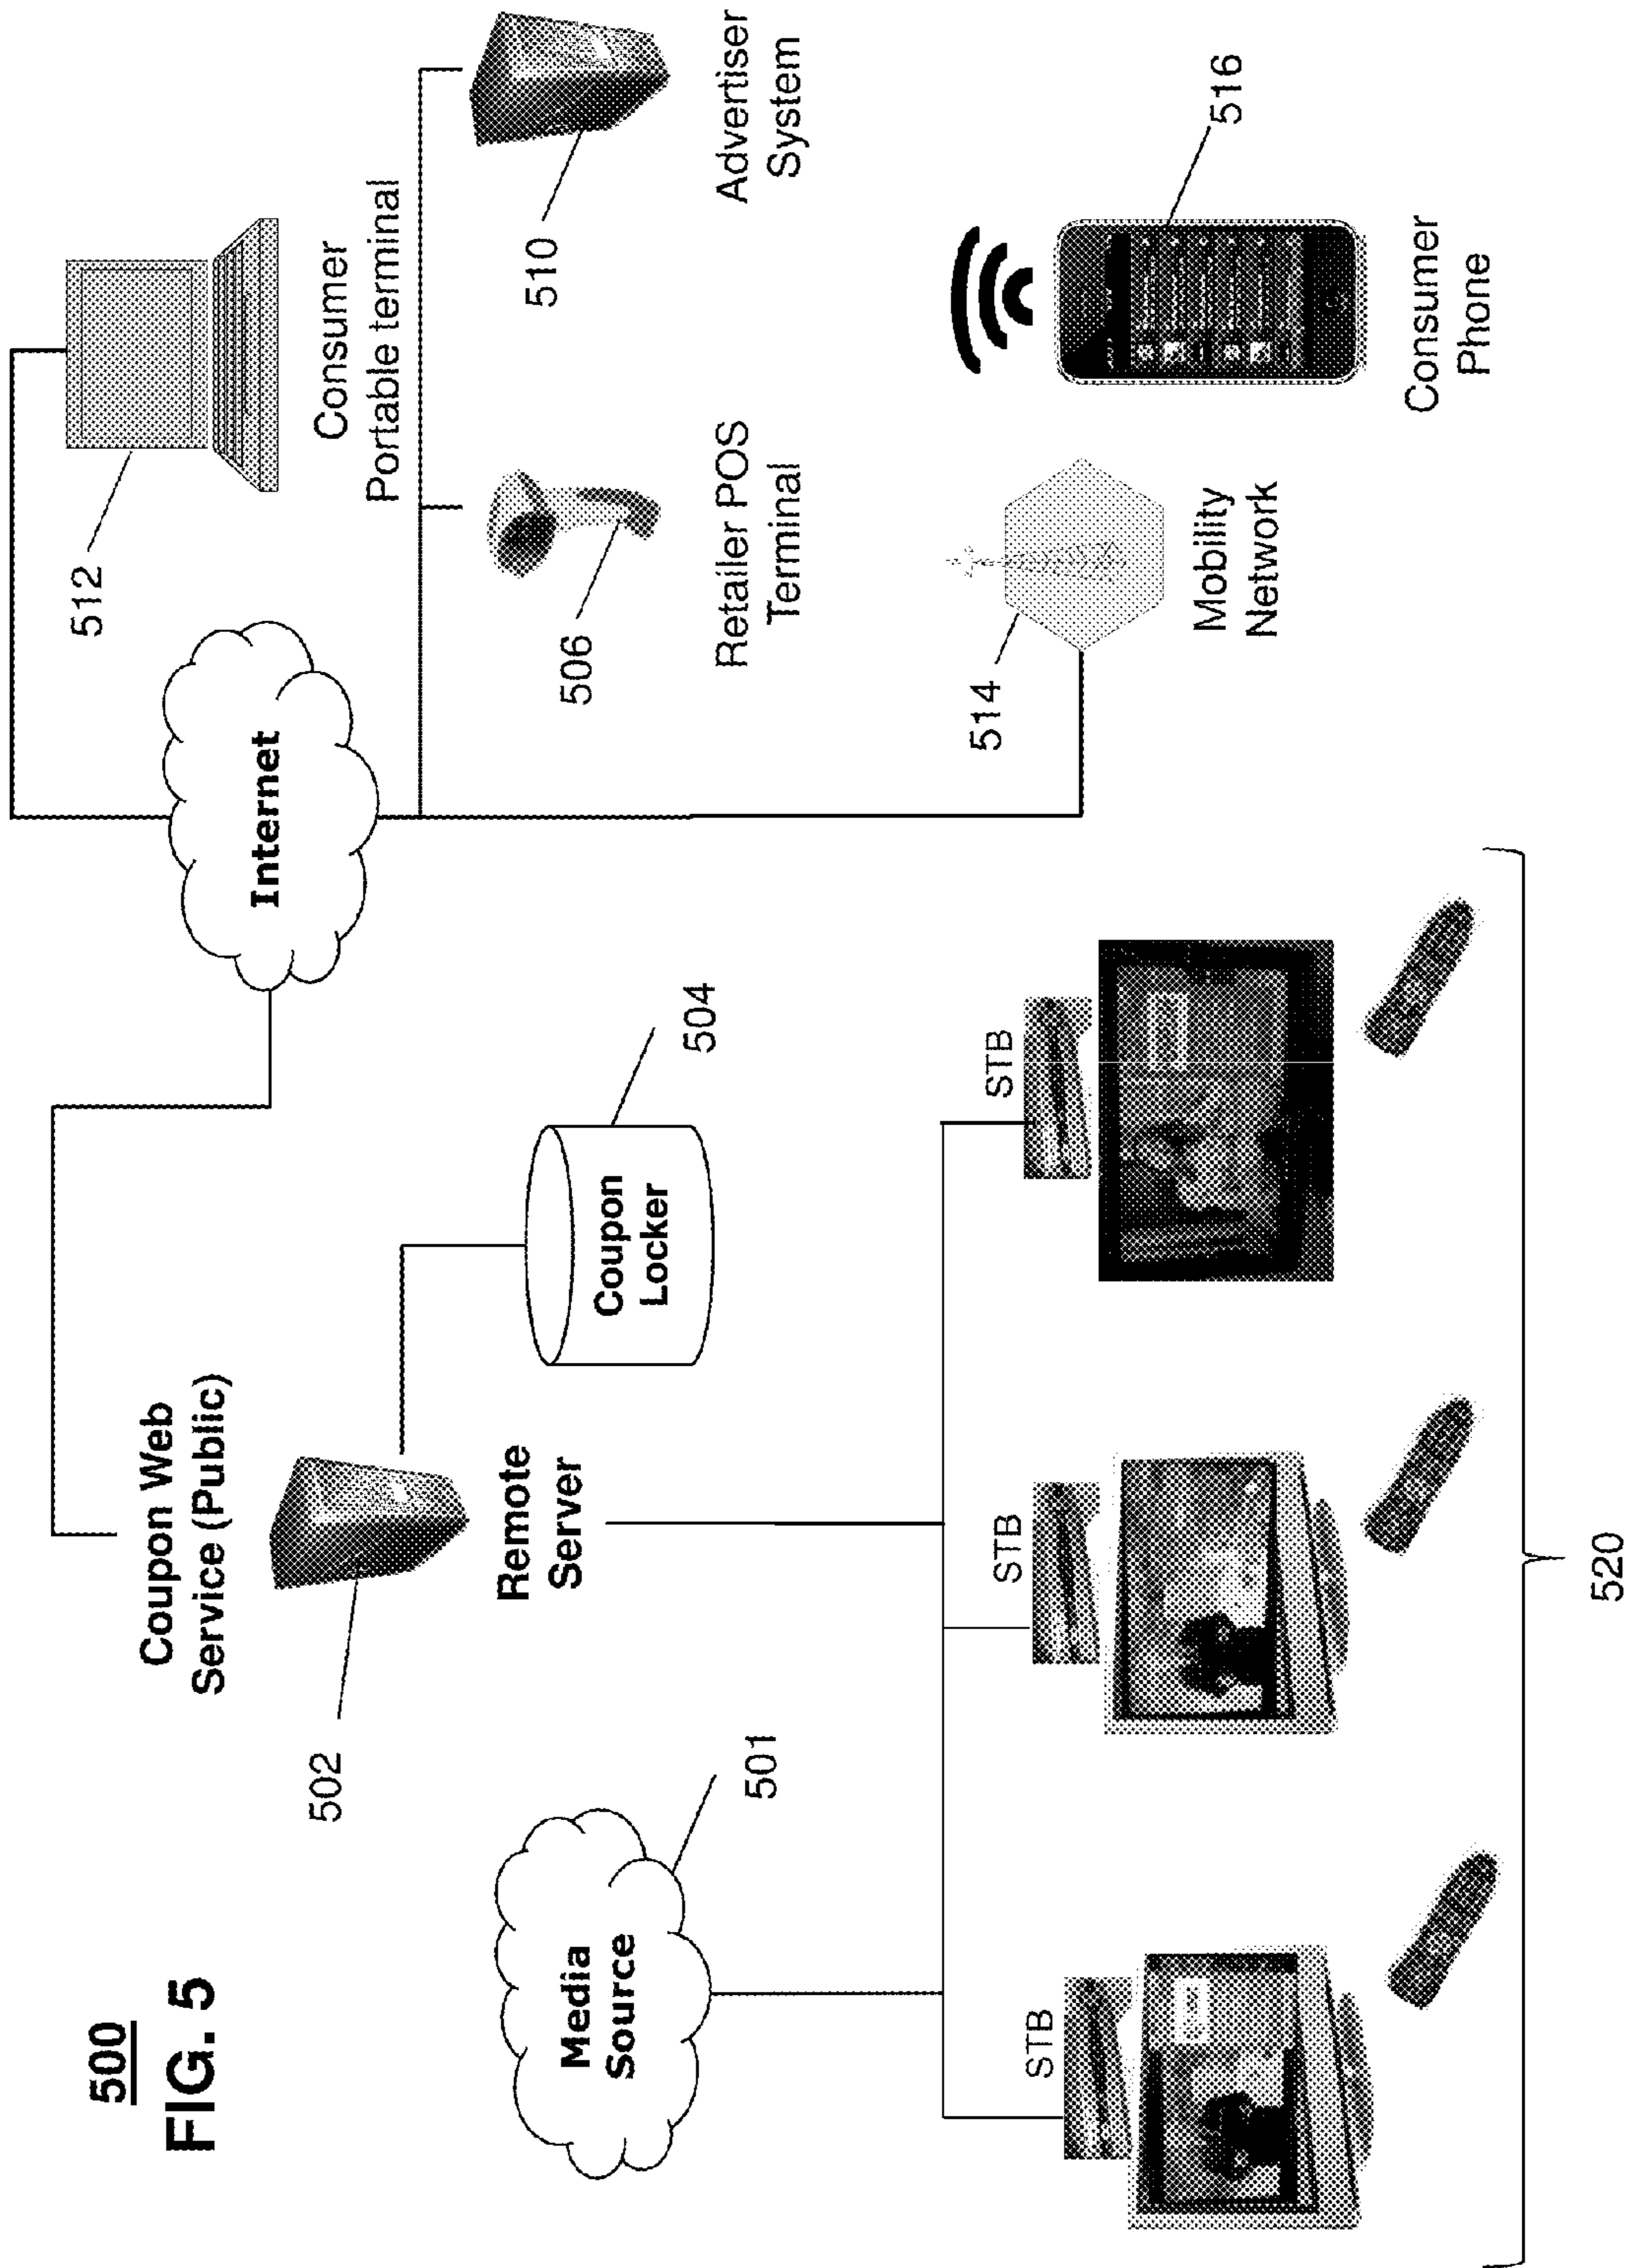 500
FIG. 5
Coupon Web
Service (Public)
502
Remote
Server
Media
Source
501
Coupon
Locker
504
Internet
512
Consumer
Portable terminal
506
Retailer POS
Terminal
510
Advertiser
System
514
Mobility
Network
516
Consumer
Phone
STB
STB
STB
520